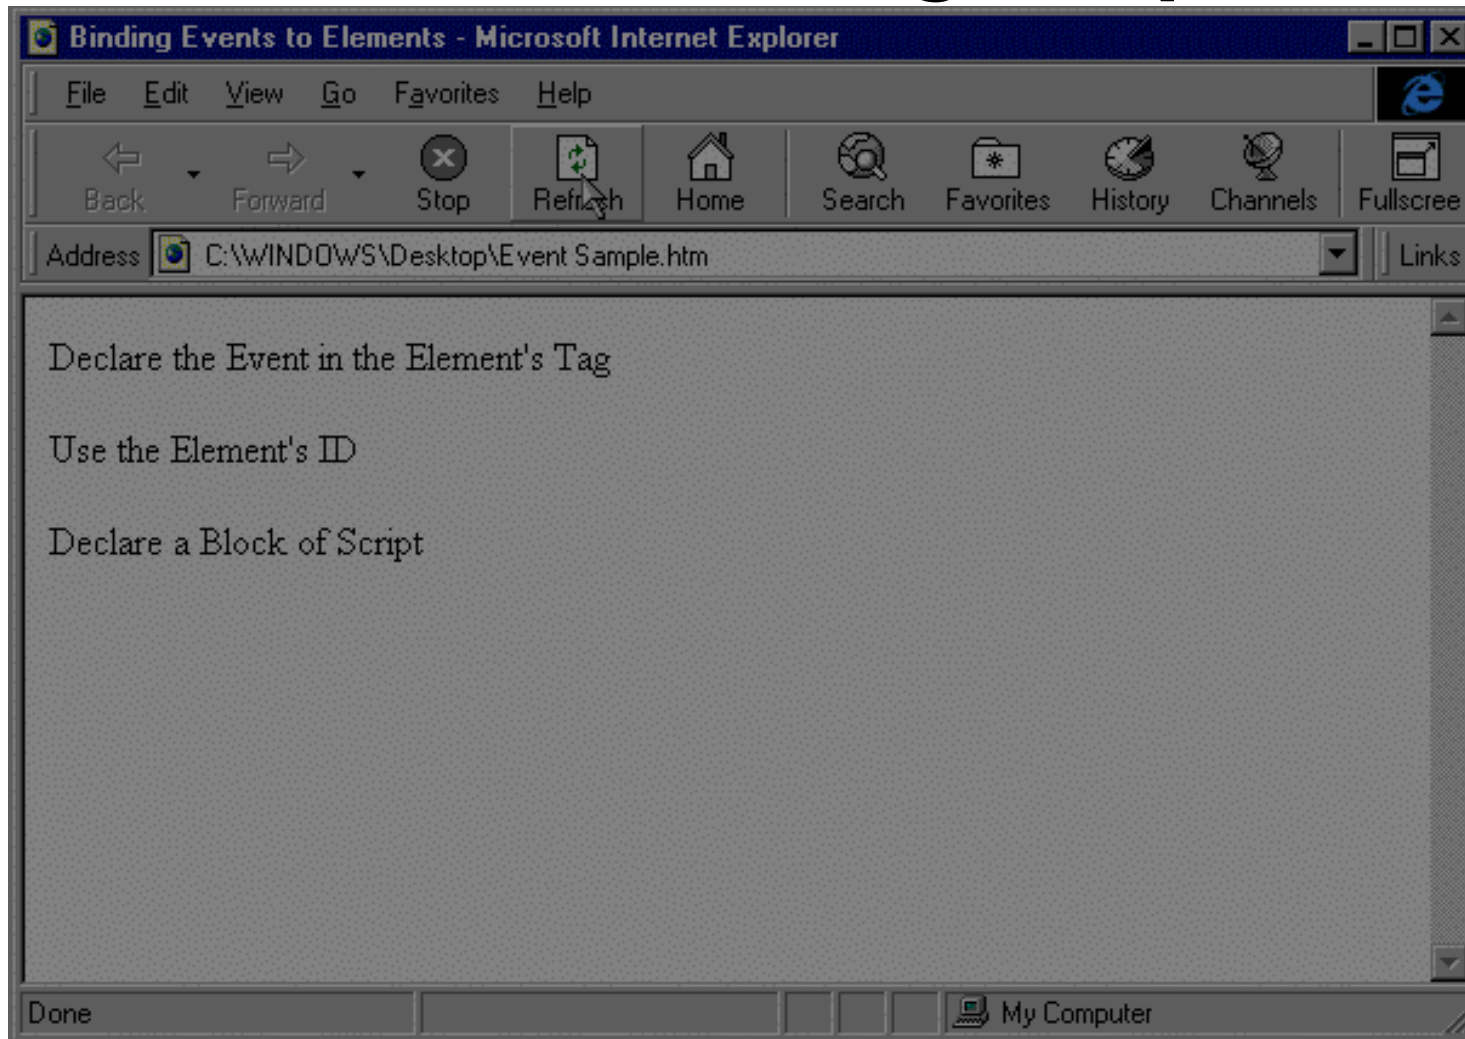 Binding Events to Elements - Microsoft Internet Explorer
File Edit View Go Favorites Help
Back Forward Stop Refresh Home Search Favorites History Channels Fullscree
Address C:\WINDOWS\Desktop\Event Sample.htm Links
Declare the Event in the Element's Tag
Use the Element's ID
Declare a Block of Script
Done My Computer